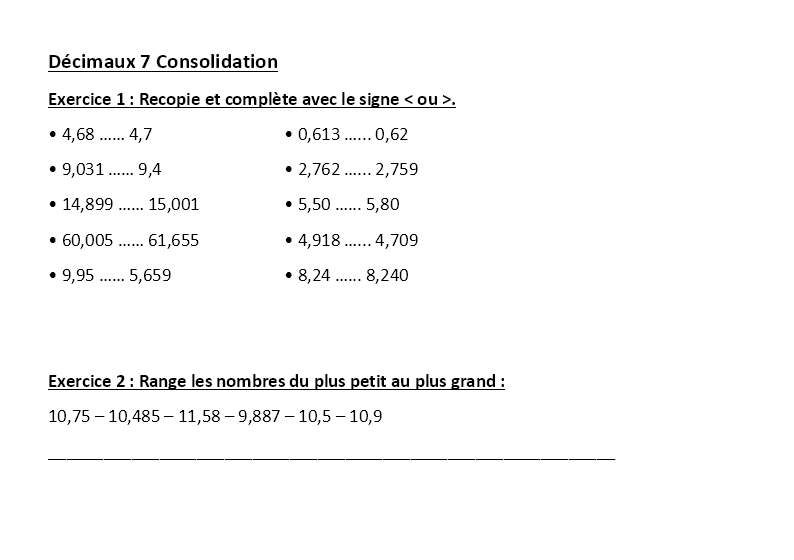 Décimaux 7 Consolidation
Exercice 1 : Recopie et complète avec le signe < ou >.
• 4,68 ...... 4,7 • 0,613 ...... 0,62
• 9,031 ...... 9,4 • 2,762 ...... 2,759
• 14,899 ...... 15,001 • 5,50 ...... 5,80
• 60,005 ...... 61,655 • 4,918 ...... 4,709
• 9,95 ...... 5,659 • 8,24 ...... 8,240
Exercice 2 : Range les nombres du plus petit au plus grand :
10,75 – 10,485 – 11,58 – 9,887 – 10,5 – 10,9